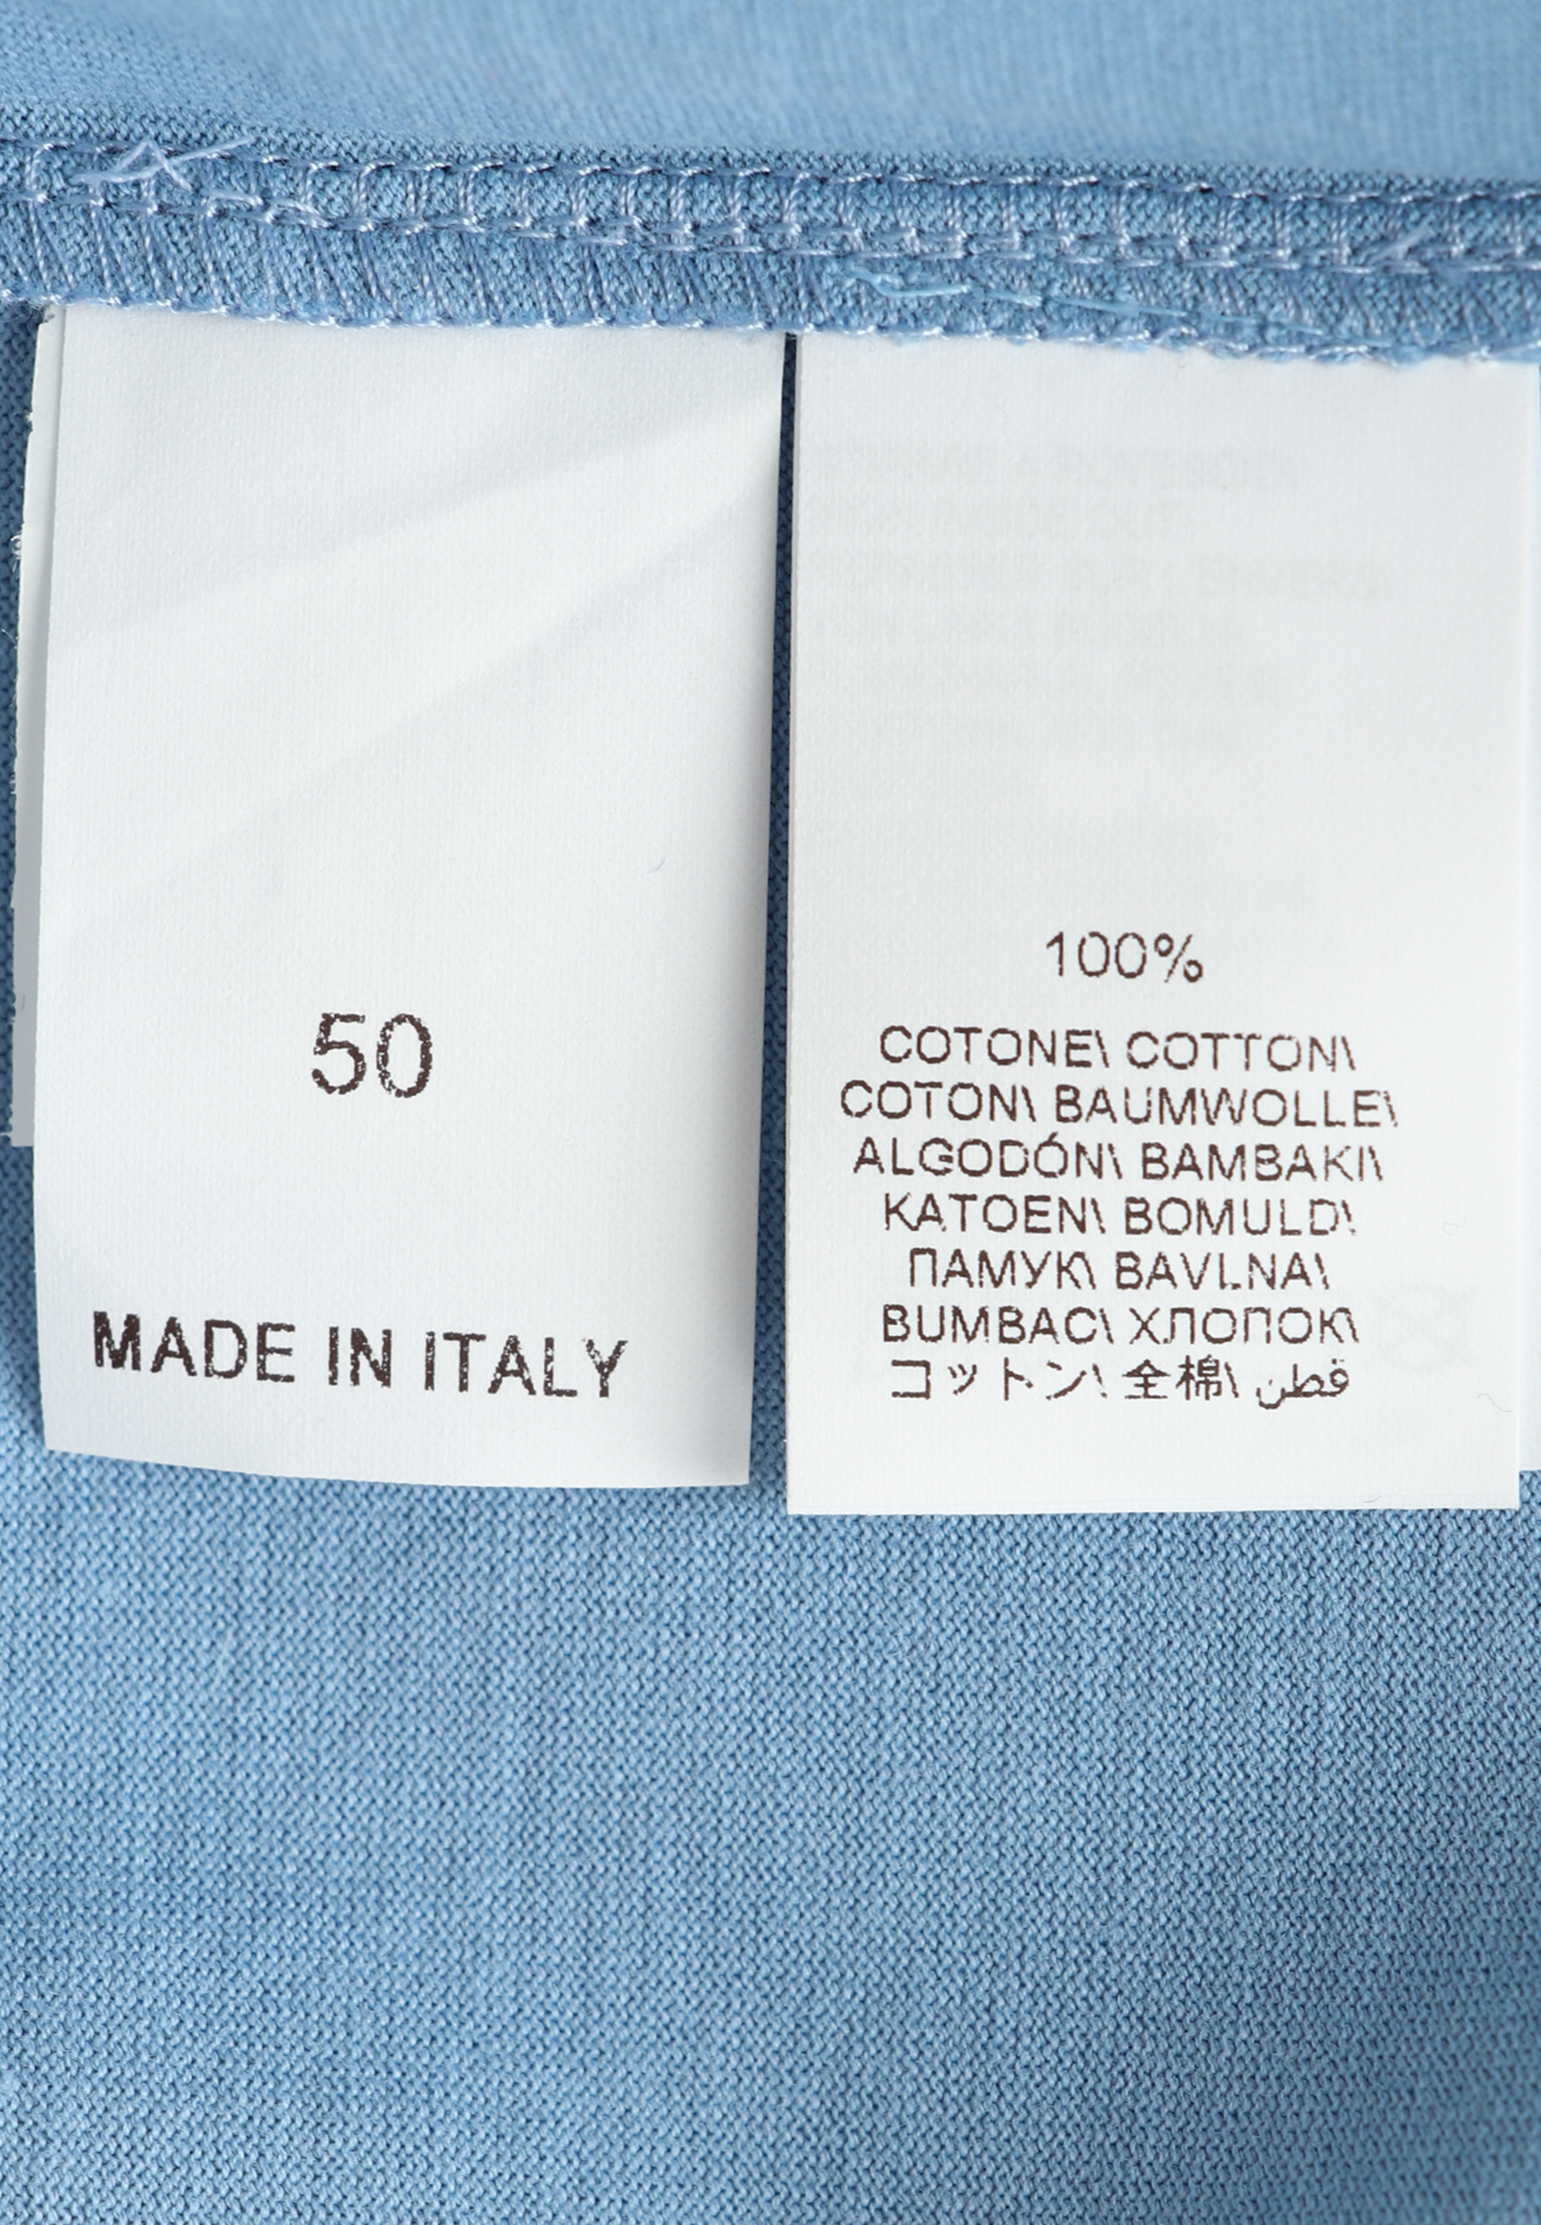 50
MADE IN ITALY
100%
COTONE\ COTTON\
COTON\ BAUMWOLLE\
ALGODÓN\ BAMBAKI\
KATOEN\ BOMULD\
ПАМУК\ BAVLNA\
BUMBAC\ ХЛОПОК\
コットン\ 全棉\ قطن